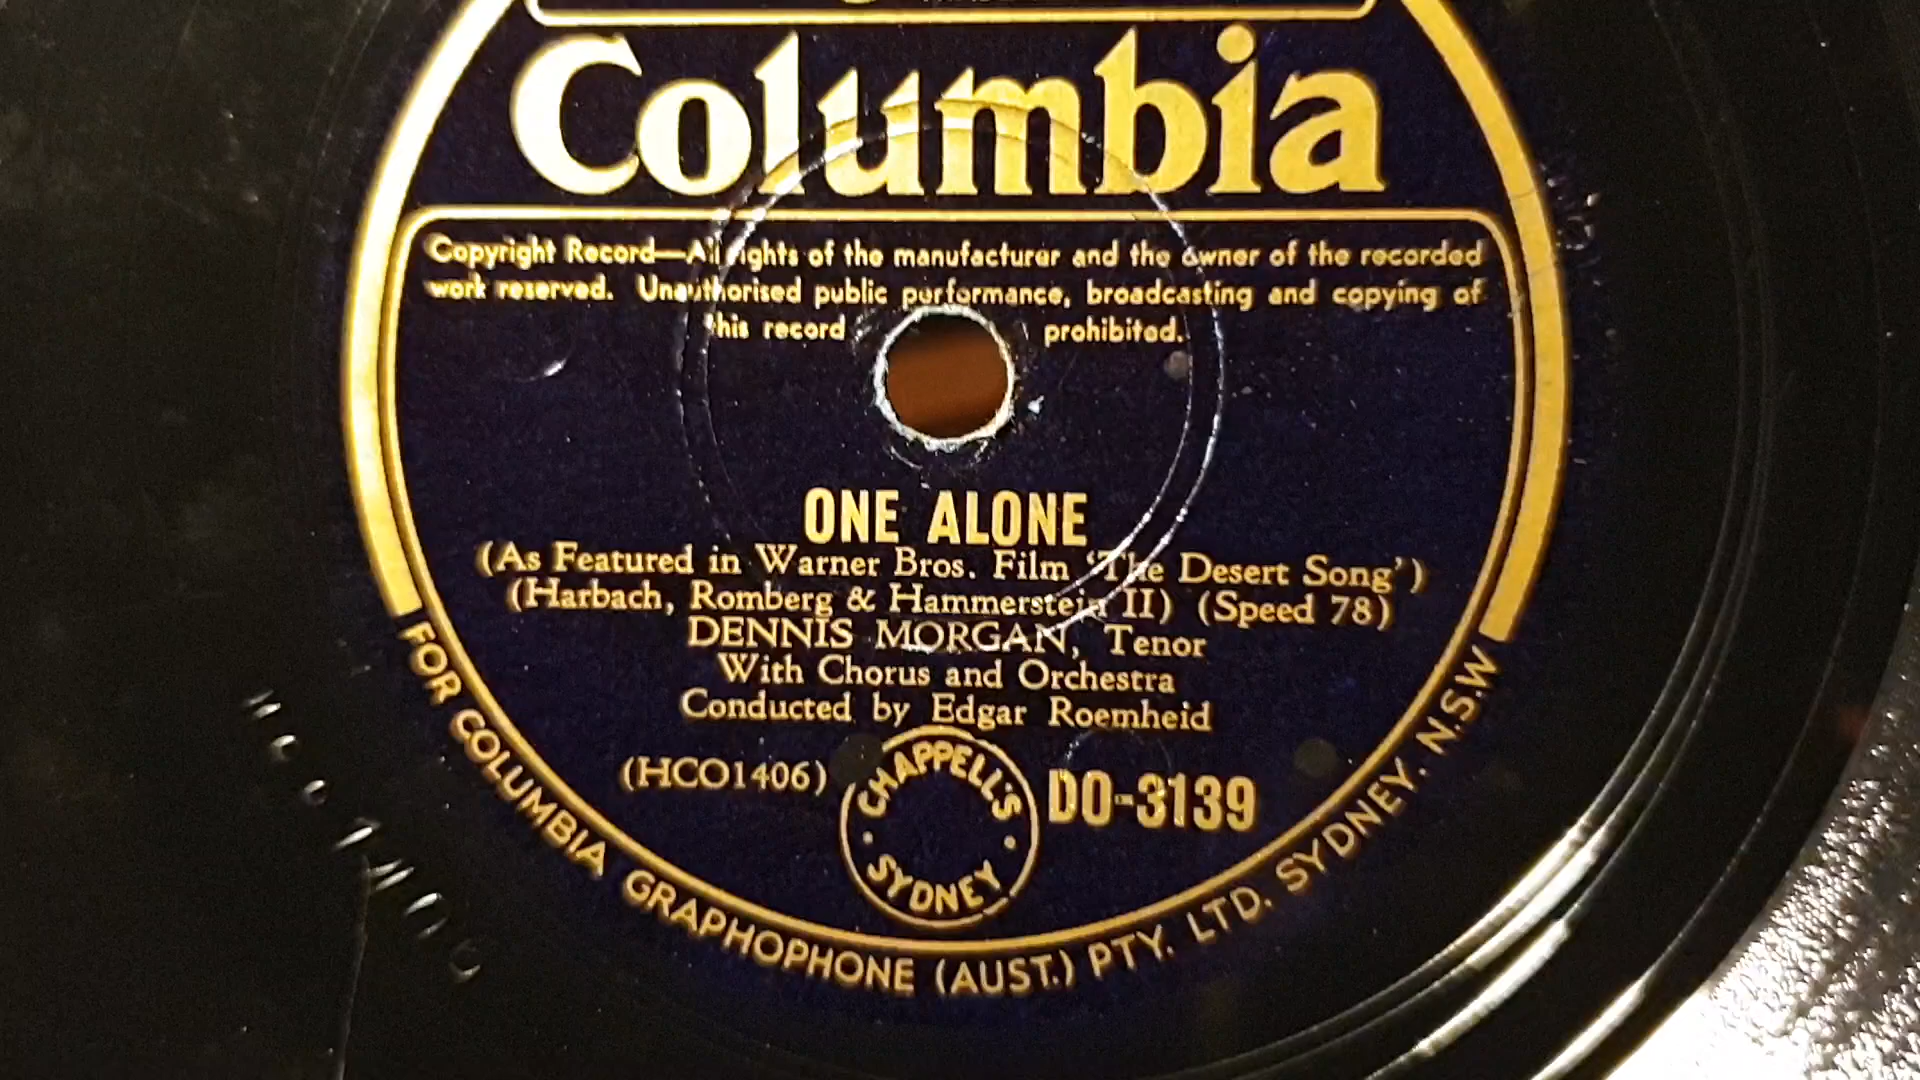 Columbia
Copyright Record—All rights of the manufacturer and the owner of the recorded
work reserved. Unauthorised public performance, broadcasting and copying of
this record prohibited.
ONE ALONE
(As Featured in Warner Bros. Film 'The Desert Song')
(Harbach, Romberg & Hammerstein II) (Speed 78)
DENNIS MORGAN, Tenor
With Chorus and Orchestra
Conducted by Edgar Roemheid
(HCO1406)
CHAPPELL'S
SYDNEY
DO-3139
FOR COLUMBIA GRAPHOPHONE (AUST.) PTY. LTD. SYDNEY. N.S.W